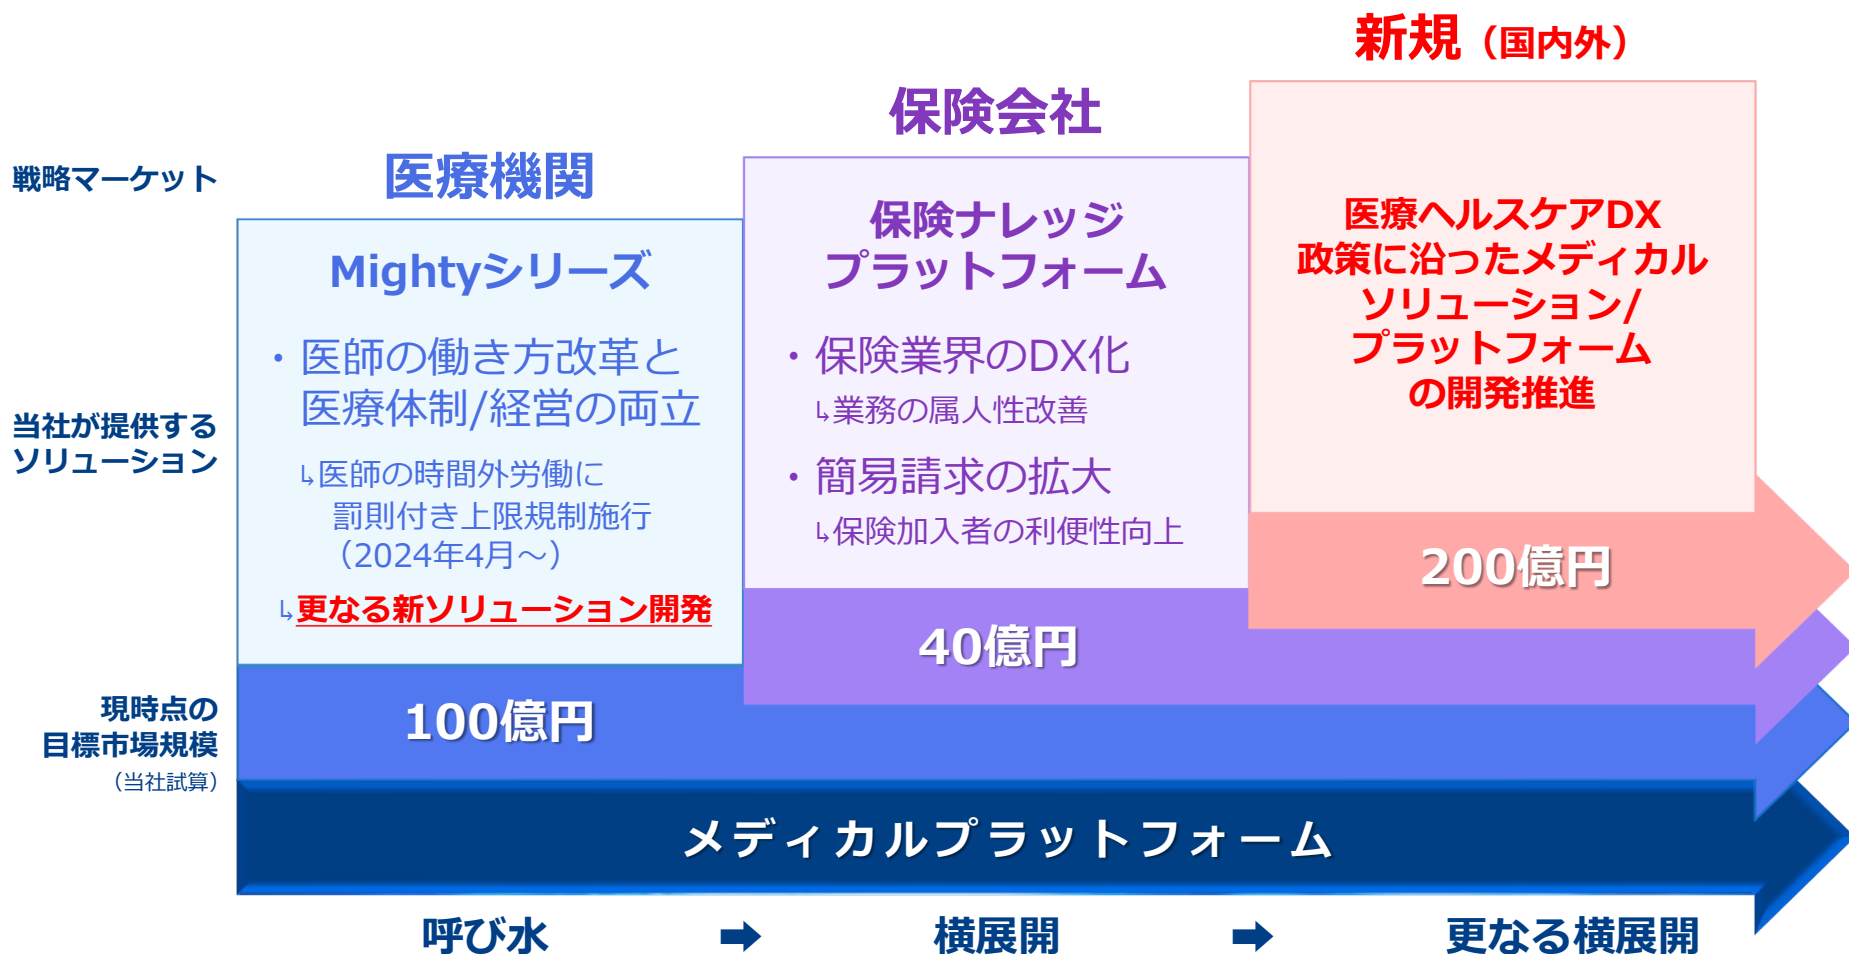 戦略マーケット
医療機関
保険会社
新規（国内外）
当社が提供する
ソリューション
Mightyシリーズ
・医師の働き方改革と
医療体制/経営の両立
↳医師の時間外労働に
罰則付き上限規制施行
（2024年4月～）
↳更なる新ソリューション開発
保険ナレッジ
プラットフォーム
・保険業界のDX化
↳業務の属人性改善
・簡易請求の拡大
↳保険加入者の利便性向上
医療ヘルスケアDX
政策に沿ったメディカル
ソリューション/
プラットフォーム
の開発推進
現時点の
目標市場規模
（当社試算）
100億円
40億円
200億円
メディカルプラットフォーム
呼び水 ➡ 横展開 ➡ 更なる横展開